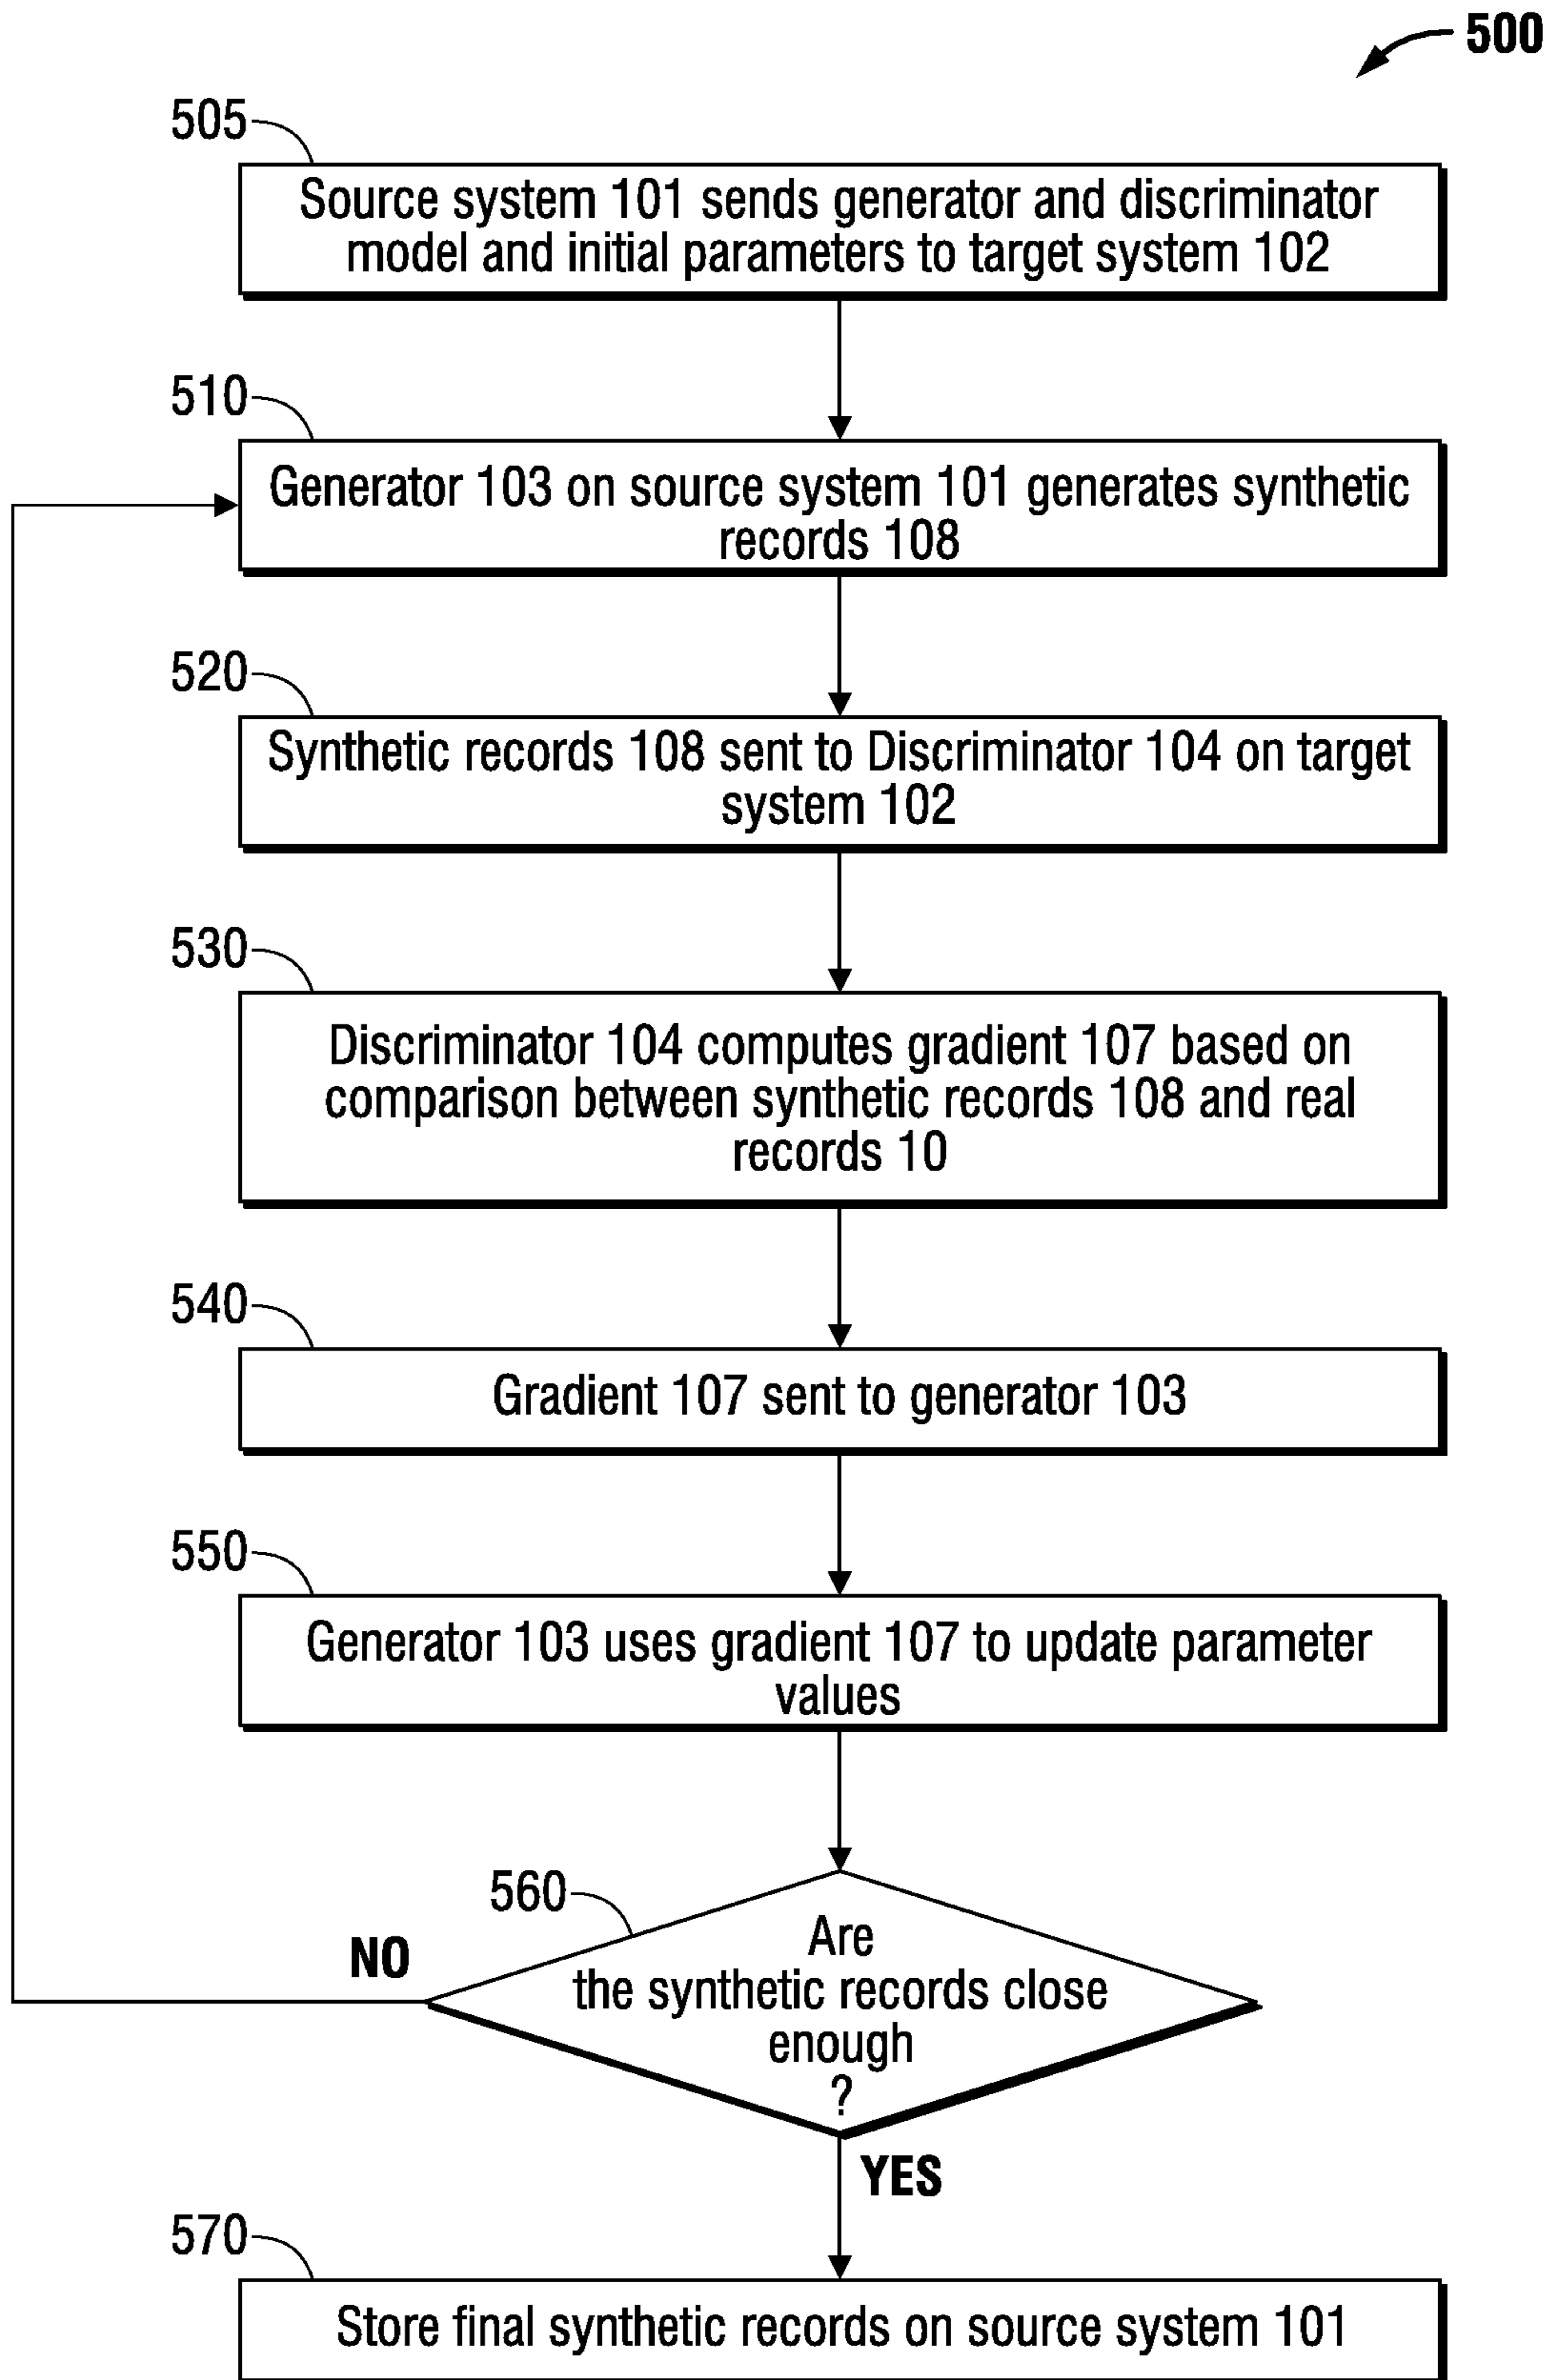 500
505
Source system 101 sends generator and discriminator
model and initial parameters to target system 102
510
Generator 103 on source system 101 generates synthetic
records 108
520
Synthetic records 108 sent to Discriminator 104 on target
system 102
530
Discriminator 104 computes gradient 107 based on
comparison between synthetic records 108 and real
records 10
540
Gradient 107 sent to generator 103
550
Generator 103 uses gradient 107 to update parameter
values
560
NO
Are
the synthetic records close
enough
?
YES
570
Store final synthetic records on source system 101